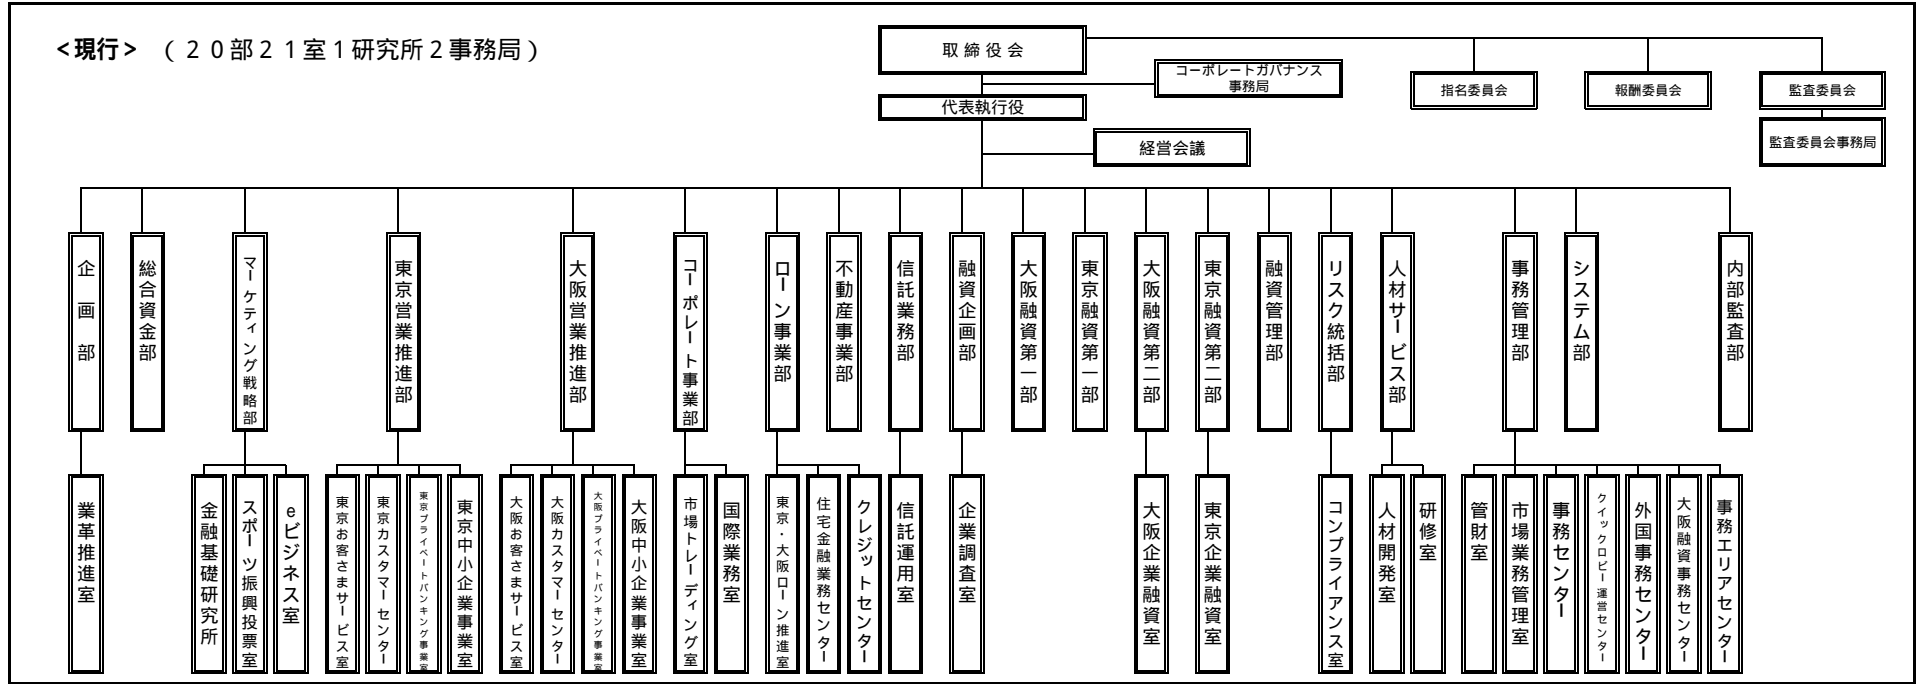 ＜現行＞ （２０部２１室１研究所２事務局）
取締役会
コーポレートガバナンス
事務局
指名委員会
報酬委員会
監査委員会
代表執行役
監査委員会事務局
経営会議
企画部
総合資金部
マーケティング戦略部
東京営業推進部
大阪営業推進部
コーポレート事業部
ローン事業部
不動産事業部
信託業務部
融資企画部
大阪融資第一部
東京融資第一部
大阪融資第二部
東京融資第二部
融資管理部
リスク統括部
人材サービス部
事務管理部
システム部
内部監査部
業革推進室
金融基礎研究所
スポーツ振興投票室
eビジネス室
東京お客さまサービス室
東京カスタマーセンター
東京プライベートバンキング事業室
東京中小企業事業室
大阪お客さまサービス室
大阪カスタマーセンター
大阪プライベートバンキング事業室
大阪中小企業事業室
市場トレーディング室
国際業務室
東京・大阪ローン推進室
住宅金融業務センター
クレジットセンター
信託運用室
企業調査室
大阪企業融資室
東京企業融資室
コンプライアンス室
人材開発室
研修室
管財室
市場業務管理室
事務センター
クイックロビー運営センター
外国事務センター
大阪融資事務センター
事務エリアセンター